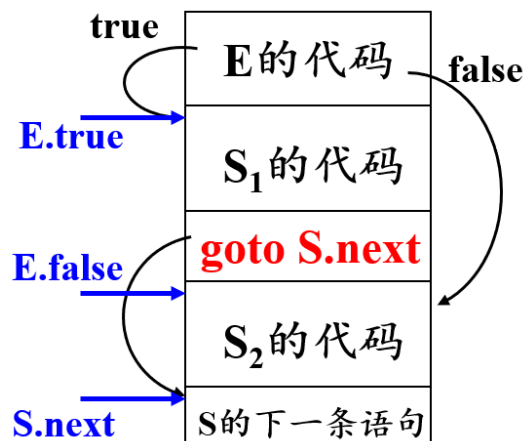 true
E的代码
false
E.true
S₁的代码
goto S.next
E.false
S₂的代码
S.next
S的下一条语句